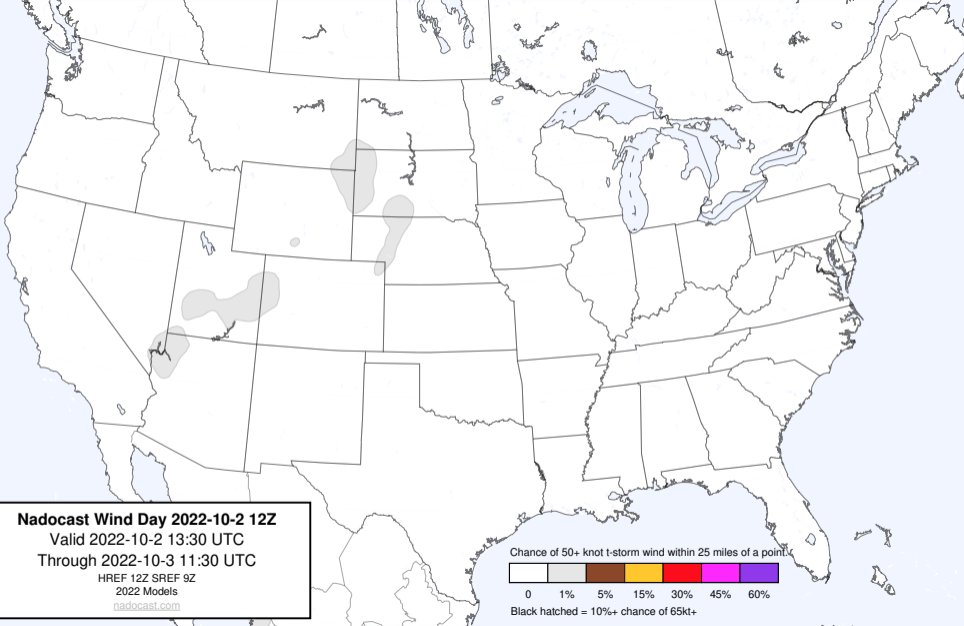 Nadocast Wind Day 2022-10-2 12Z
Valid 2022-10-2 13:30 UTC
Through 2022-10-3 11:30 UTC
HREF 12Z SREF 9Z
2022 Models
nadocast.com
Chance of 50+ knot t-storm wind within 25 miles of a point.
0 1% 5% 15% 30% 45% 60%
Black hatched = 10%+ chance of 65kt+